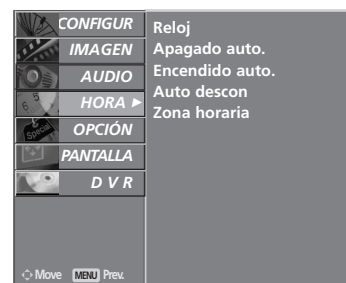 CONFIGUR
IMAGEN
AUDIO
HORA ►
OPCIÓN
PANTALLA
D V R
Reloj
Apagado auto.
Encendido auto.
Auto descon
Zona horaria
Move MENU Prev.